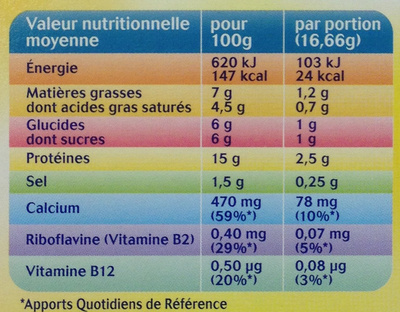 Valeur nutritionnelle moyenne pour 100g par portion (16,66g)
Énergie 620 kJ 103 kJ
147 kcal 24 kcal
Matières grasses 7 g 1,2 g
dont acides gras saturés 4,5 g 0,7 g
Glucides 6 g 1 g
dont sucres 6 g 1 g
Protéines 15 g 2,5 g
Sel 1,5 g 0,25 g
Calcium 470 mg 78 mg
(59%*) (10%*)
Riboflavine (Vitamine B2) 0,40 mg 0,07 mg
(29%*) (5%*)
Vitamine B12 0,50 µg 0,08 µg
(20%*) (3%*)
*Apports Quotidiens de Référence